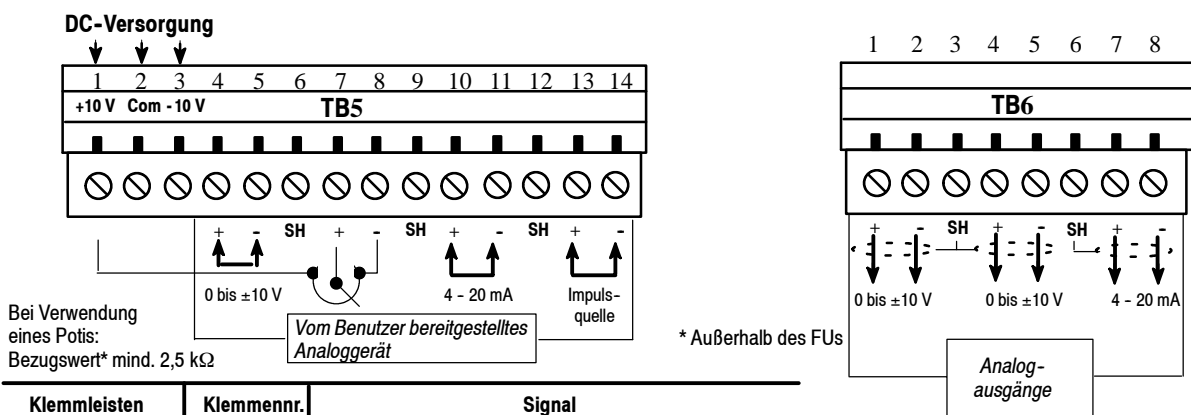 DC-Versorgung
1 2 3 4 5 6 7 8 9 10 11 12 13 14
+10 V Com -10 V TB5
+ - SH + - SH + - SH + -
0 bis ±10 V
4 - 20 mA
Impuls-
quelle
Bei Verwendung
eines Potis:
Bezugswert* mind. 2,5 kΩ
Vom Benutzer bereitgestelltes
Analoggerät
* Außerhalb des FUs
1 2 3 4 5 6 7 8
TB6
+ - SH + - SH + -
0 bis ±10 V 0 bis ±10 V 4 - 20 mA
Analog-
ausgänge
Klemmleisten Klemmennr. Signal